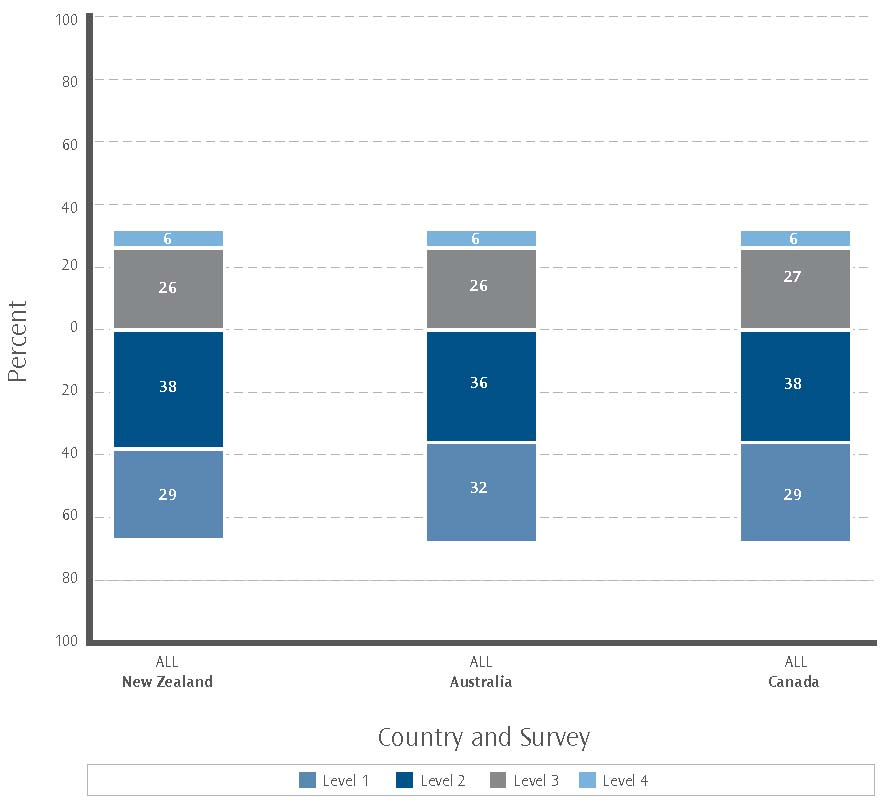 100
80
60
40
20
0
20
40
60
80
100
Percent
6 6 6
26 26 27
38 36 38
29 32 29
ALL ALL ALL
New Zealand Australia Canada
Country and Survey
Level 1 Level 2 Level 3 Level 4